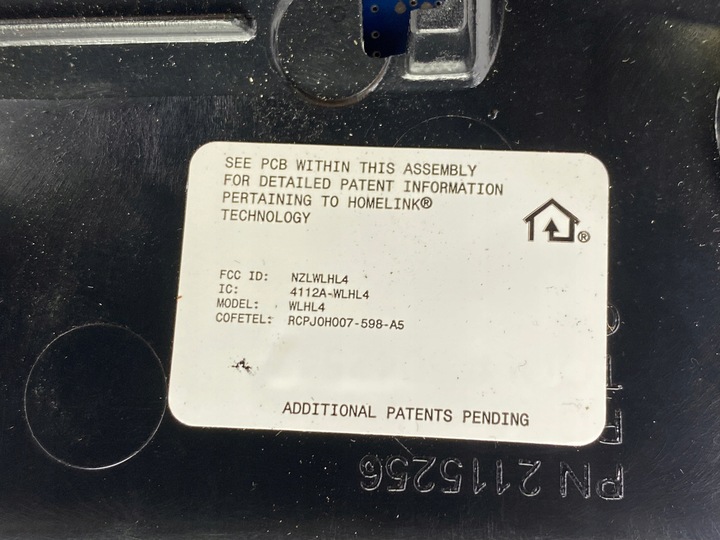 SEE PCB WITHIN THIS ASSEMBLY
FOR DETAILED PATENT INFORMATION
PERTAINING TO HOMELINK®
TECHNOLOGY
®
FCC ID: NZLWLHL4
IC: 4112A-WLHL4
MODEL: WLHL4
COFETEL: RCPJOH007-598-A5
ADDITIONAL PATENTS PENDING
PN 2115256